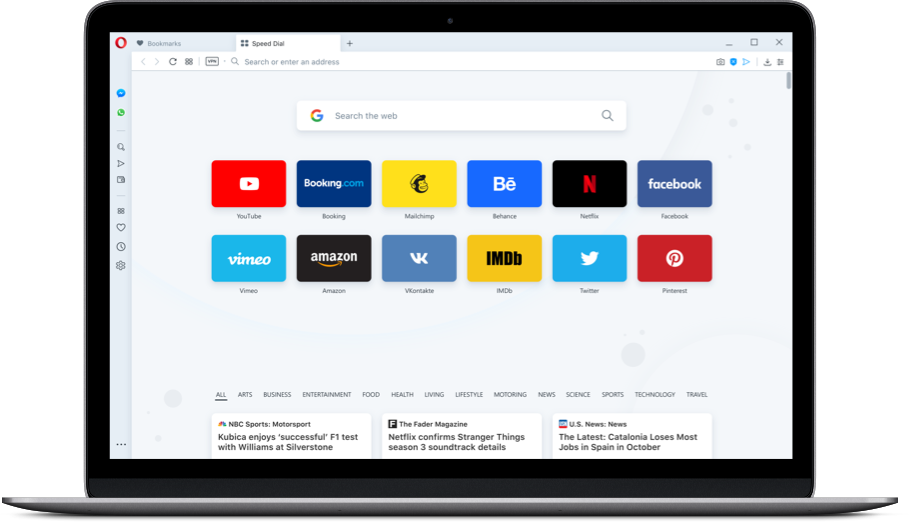 Bookmarks
Speed Dial
VPN
Search or enter an address
Search the web
Booking.com
Bē
N
facebook
YouTube
Booking
Mailchimp
Behance
Netflix
Facebook
vimeo
amazon
IMDb
Vimeo
Amazon
VKontakte
IMDb
Twitter
Pinterest
ALL ARTS BUSINESS ENTERTAINMENT FOOD HEALTH LIVING LIFESTYLE MOTORING NEWS SCIENCE SPORTS TECHNOLOGY TRAVEL
NBC Sports: Motorsport
Kubica enjoys ‘successful’ F1 test
with Williams at Silverstone
The Fader Magazine
Netflix confirms Stranger Things
season 3 soundtrack details
U.S. News: News
The Latest: Catalonia Loses Most
Jobs in Spain in October